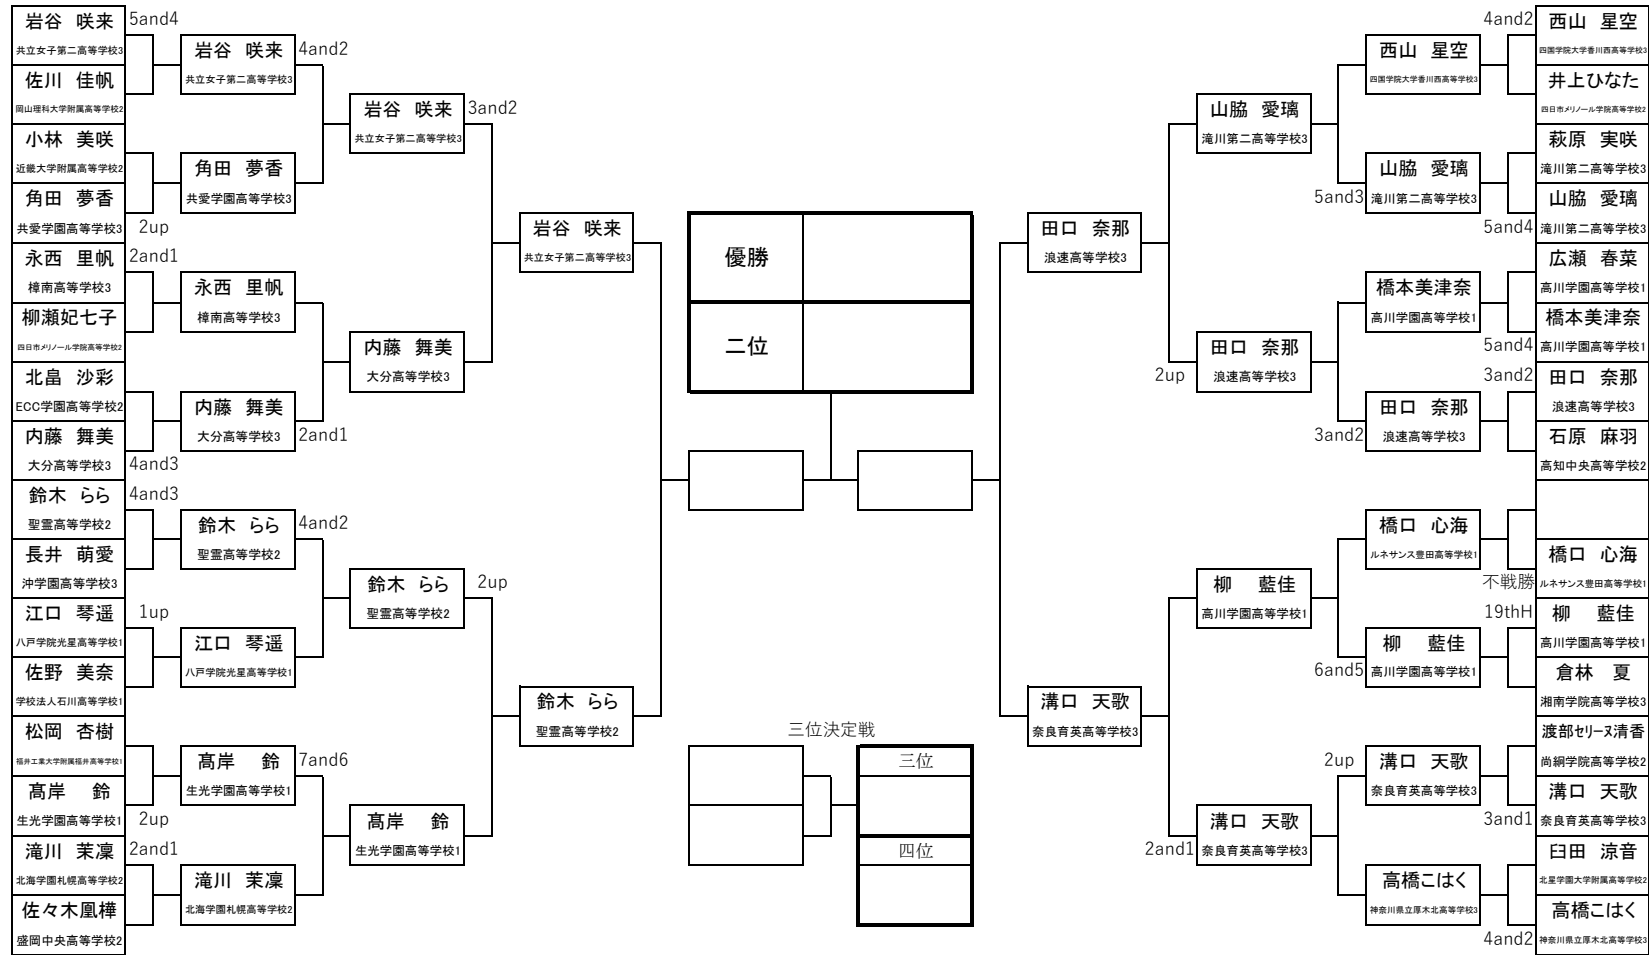 岩谷 咲来
5and4
共立女子第二高等学校3
佐川 佳帆
岡山理科大学附属高等学校2
小林 美咲
近畿大学附属高等学校2
角田 夢香
共愛学園高等学校3
2up
永西 里帆
2and1
樟南高等学校3
柳瀬妃七子
四日市メリノール学院高等学校2
北畠 沙彩
ECC学園高等学校2
内藤 舞美
大分高等学校3
4and3
鈴木 らら
4and3
聖霊高等学校2
長井 萌愛
沖学園高等学校3
江口 琴遥
1up
八戸学院光星高等学校1
佐野 美奈
学校法人石川高等学校1
松岡 杏樹
福井工業大学附属福井高等学校1
髙岸 鈴
生光学園高等学校1
2up
滝川 茉凜
2and1
北海学園札幌高等学校2
佐々木凰樺
盛岡中央高等学校2
岩谷 咲来
4and2
共立女子第二高等学校3
角田 夢香
共愛学園高等学校3
永西 里帆
樟南高等学校3
内藤 舞美
大分高等学校3
2and1
鈴木 らら
4and2
聖霊高等学校2
江口 琴遥
八戸学院光星高等学校1
髙岸 鈴
7and6
生光学園高等学校1
滝川 茉凜
北海学園札幌高等学校2
岩谷 咲来
3and2
共立女子第二高等学校3
内藤 舞美
大分高等学校3
鈴木 らら
2up
聖霊高等学校2
髙岸 鈴
生光学園高等学校1
岩谷 咲来
共立女子第二高等学校3
鈴木 らら
聖霊高等学校2
優勝
二位
三位決定戦
三位
四位
田口 奈那
浪速高等学校3
溝口 天歌
奈良育英高等学校3
山脇 愛璃
滝川第二高等学校3
田口 奈那
2up
浪速高等学校3
柳 藍佳
高川学園高等学校1
溝口 天歌
2and1
奈良育英高等学校3
西山 星空
四国学院大学香川西高等学校3
山脇 愛璃
5and3
滝川第二高等学校3
橋本美津奈
高川学園高等学校1
田口 奈那
3and2
浪速高等学校3
橋口 心海
ルネサンス豊田高等学校1
柳 藍佳
6and5
高川学園高等学校1
2up
溝口 天歌
奈良育英高等学校3
高橋こはく
神奈川県立厚木北高等学校3
4and2
西山 星空
四国学院大学香川西高等学校3
井上ひなた
四日市メリノール学院高等学校2
萩原 実咲
滝川第二高等学校3
山脇 愛璃
5and4
滝川第二高等学校3
広瀬 春菜
高川学園高等学校1
橋本美津奈
5and4
高川学園高等学校1
3and2
田口 奈那
浪速高等学校3
石原 麻羽
高知中央高等学校2
橋口 心海
不戦勝
ルネサンス豊田高等学校1
19thH
柳 藍佳
高川学園高等学校1
倉林 夏
湘南学院高等学校3
渡部セリーヌ清香
尚絅学院高等学校2
溝口 天歌
3and1
奈良育英高等学校3
臼田 涼音
北星学園大学附属高等学校2
高橋こはく
4and2
神奈川県立厚木北高等学校3